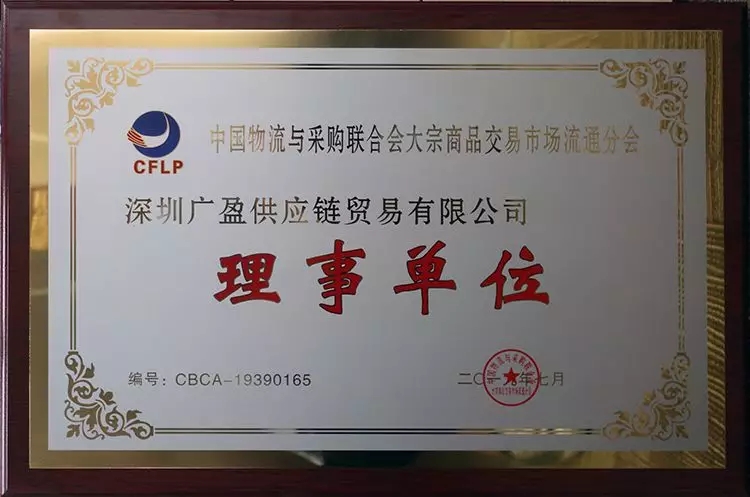 中国物流与采购联合会大宗商品交易市场流通分会
CFLP
深圳广盈供应链贸易有限公司
理事单位
编号：CBCA-19390165
二〇一九年七月